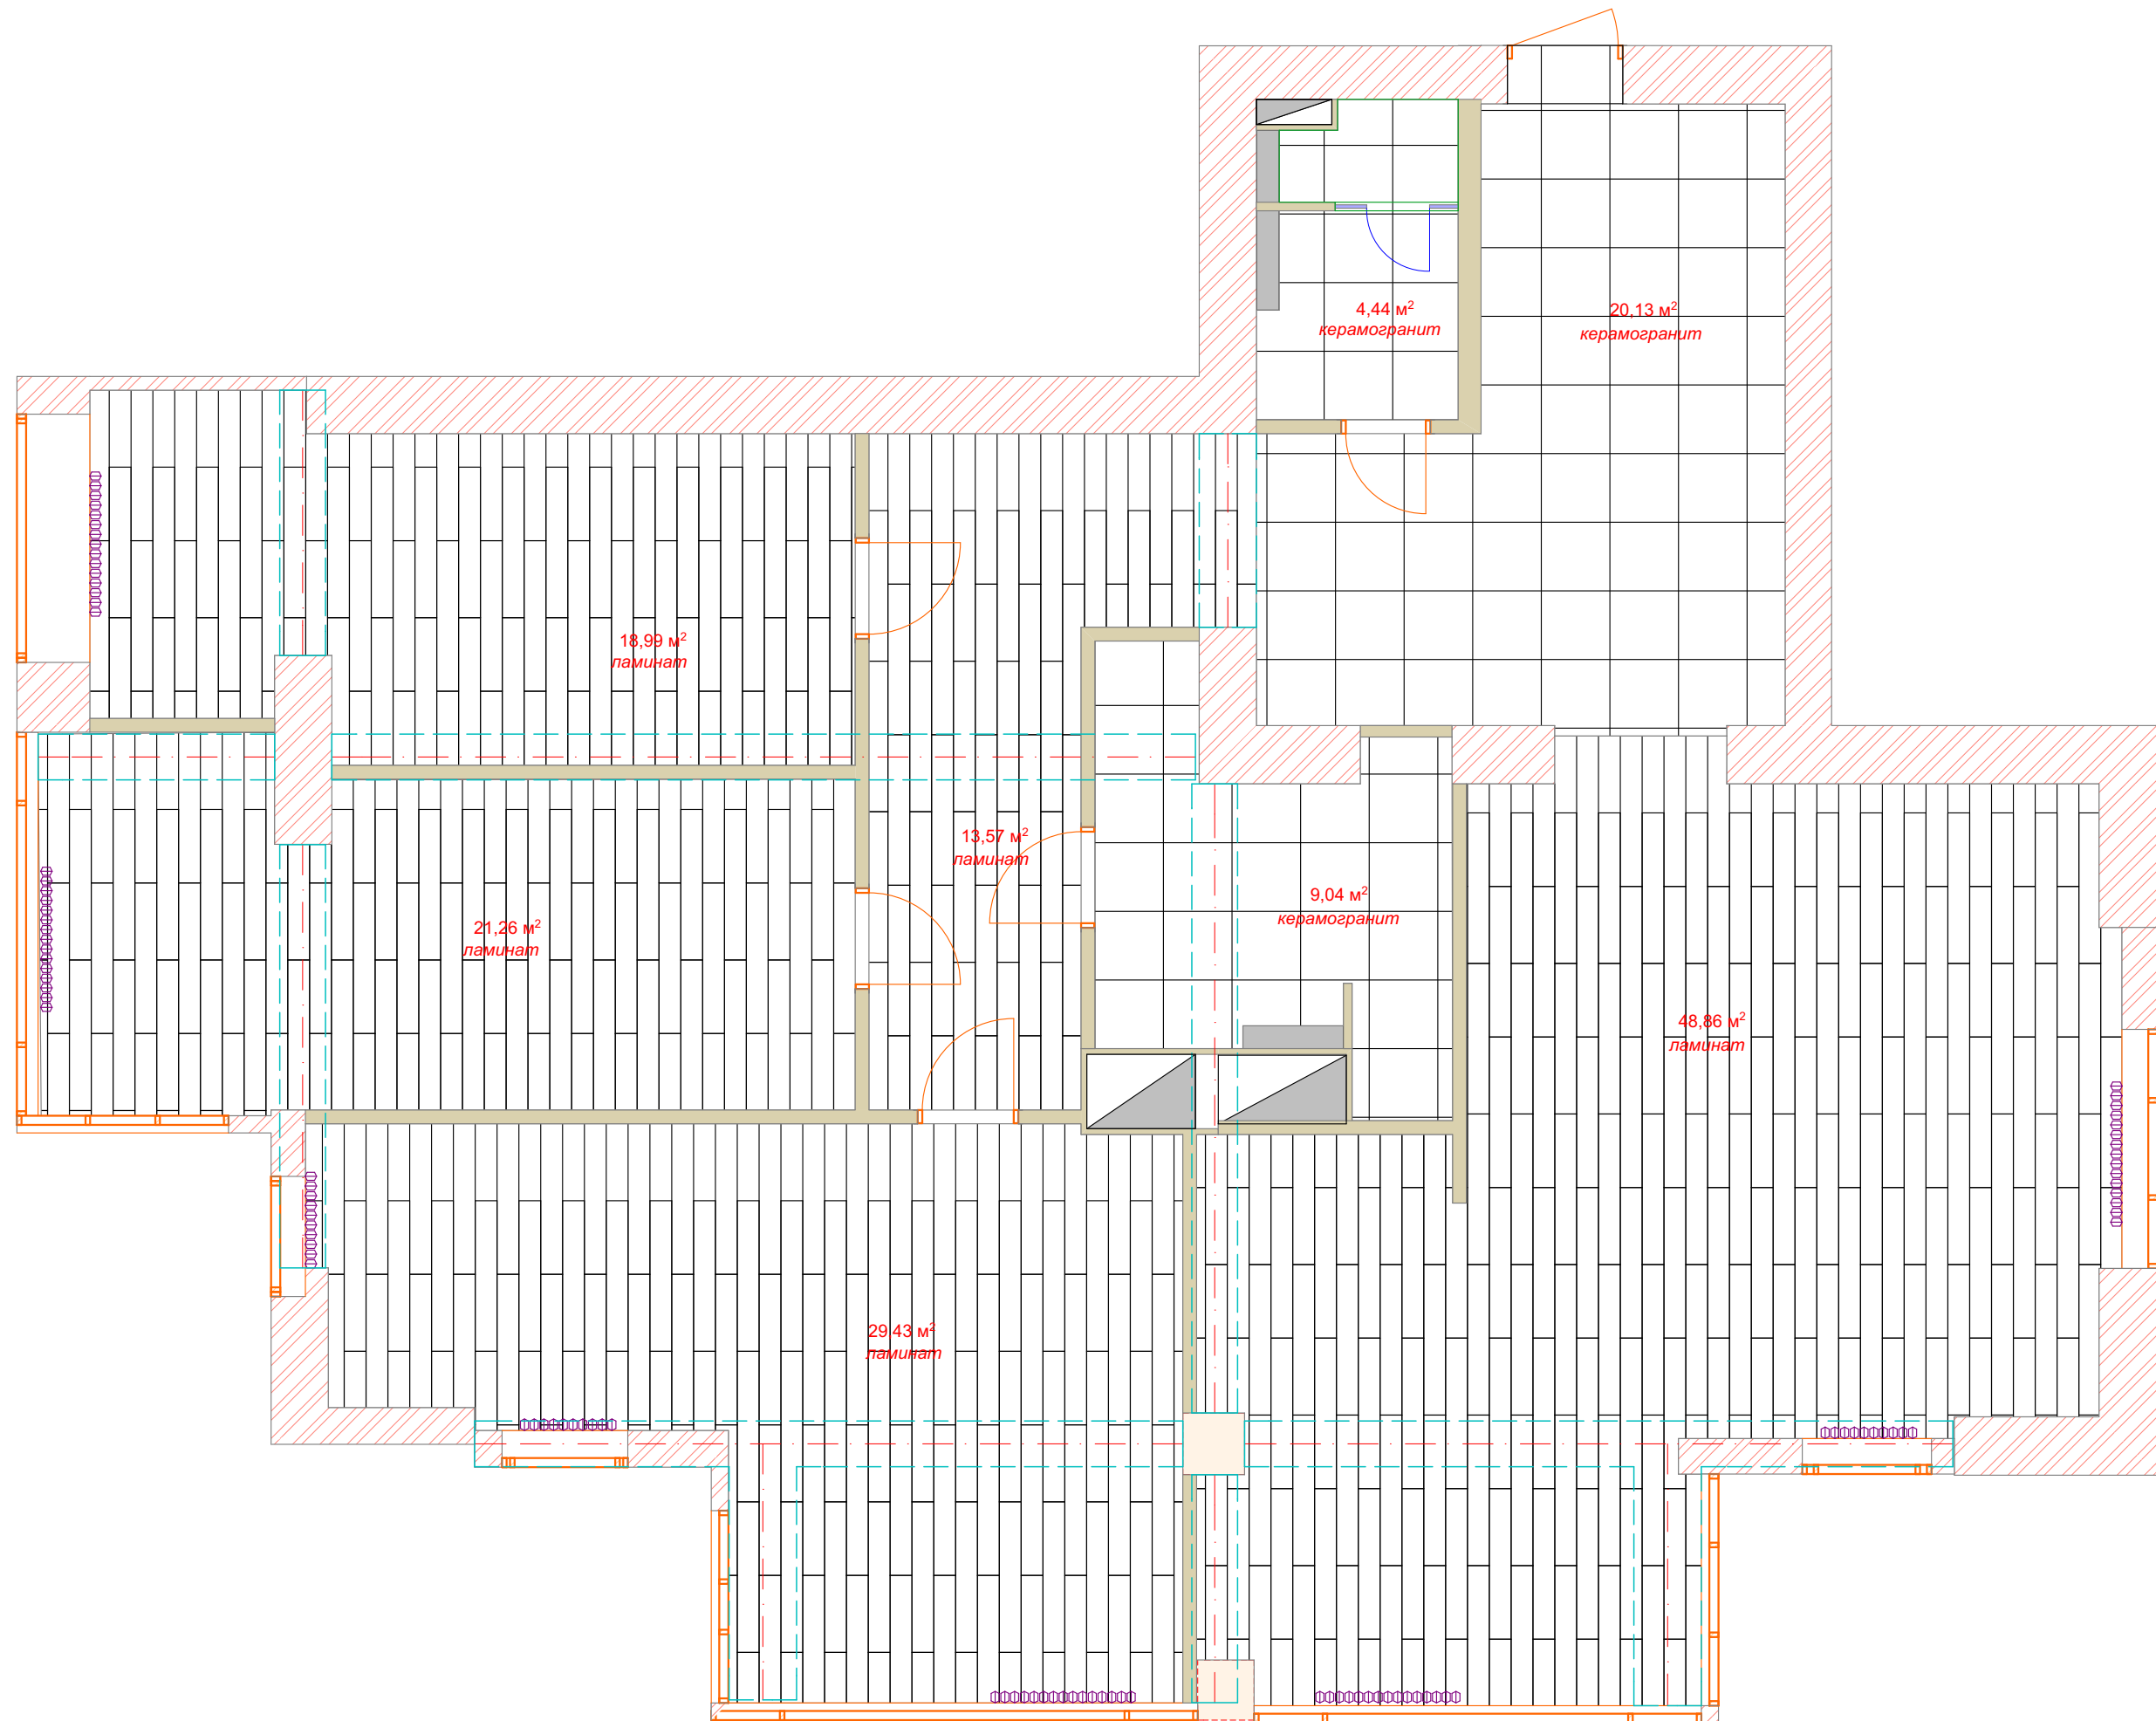 4,44 м²
керамогранит
20,13 м²
керамогранит
18,99 м²
ламинат
13,57 м²
ламинат
9,04 м²
керамогранит
21,26 м²
ламинат
48,86 м²
ламинат
29,43 м²
ламинат